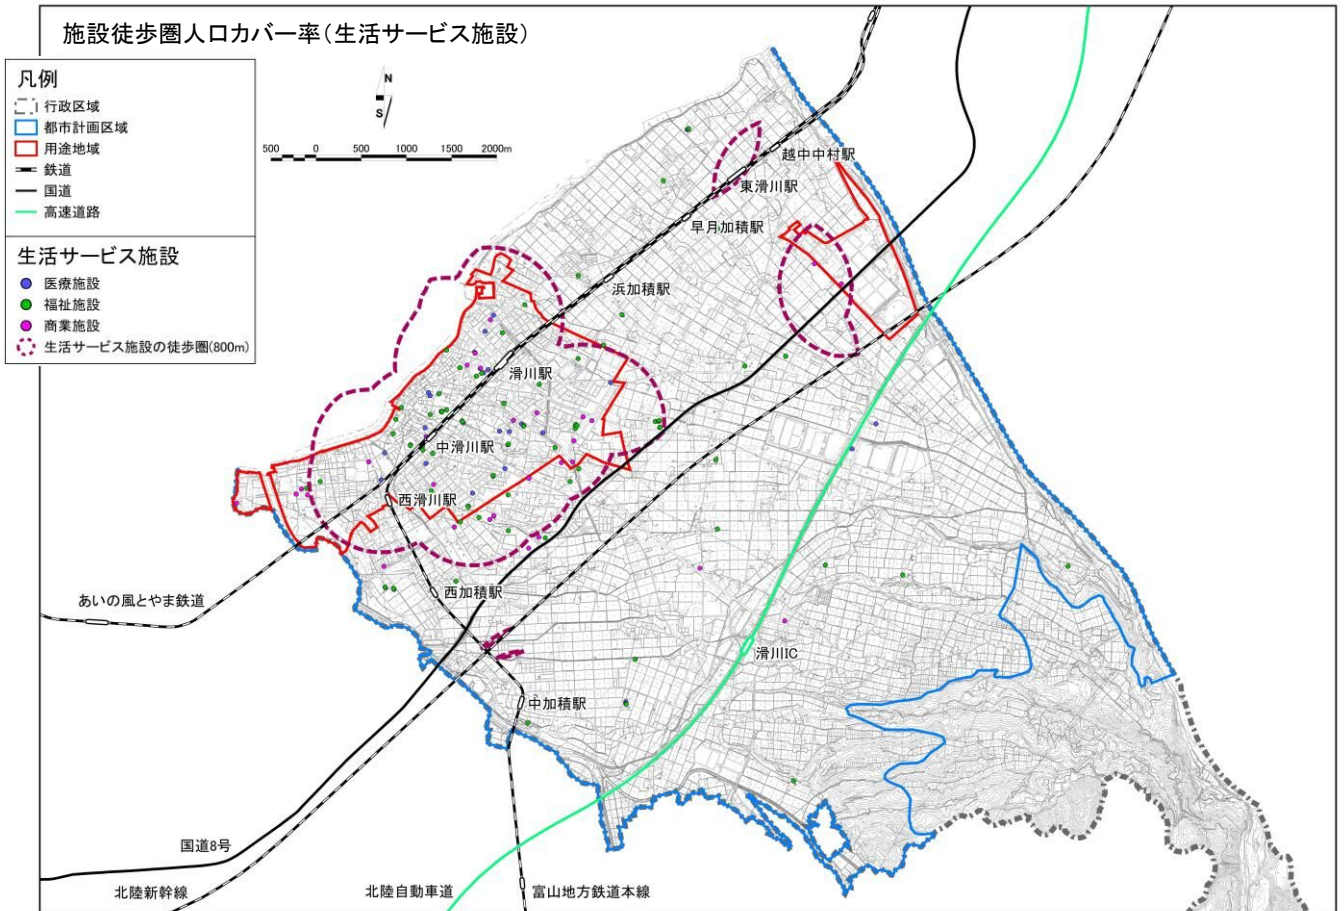 施設徒歩圏人口カバー率(生活サービス施設)
凡例
行政区域
都市計画区域
用途地域
鉄道
国道
高速道路
生活サービス施設
医療施設
福祉施設
商業施設
生活サービス施設の徒歩圏(800m)
N
S
500 0 500 1000 1500 2000m
越中中村駅
東滑川駅
早月加積駅
浜加積駅
滑川駅
中滑川駅
西滑川駅
西加積駅
あいの風とやま鉄道
滑川IC
中加積駅
国道8号
北陸新幹線
北陸自動車道
富山地方鉄道本線